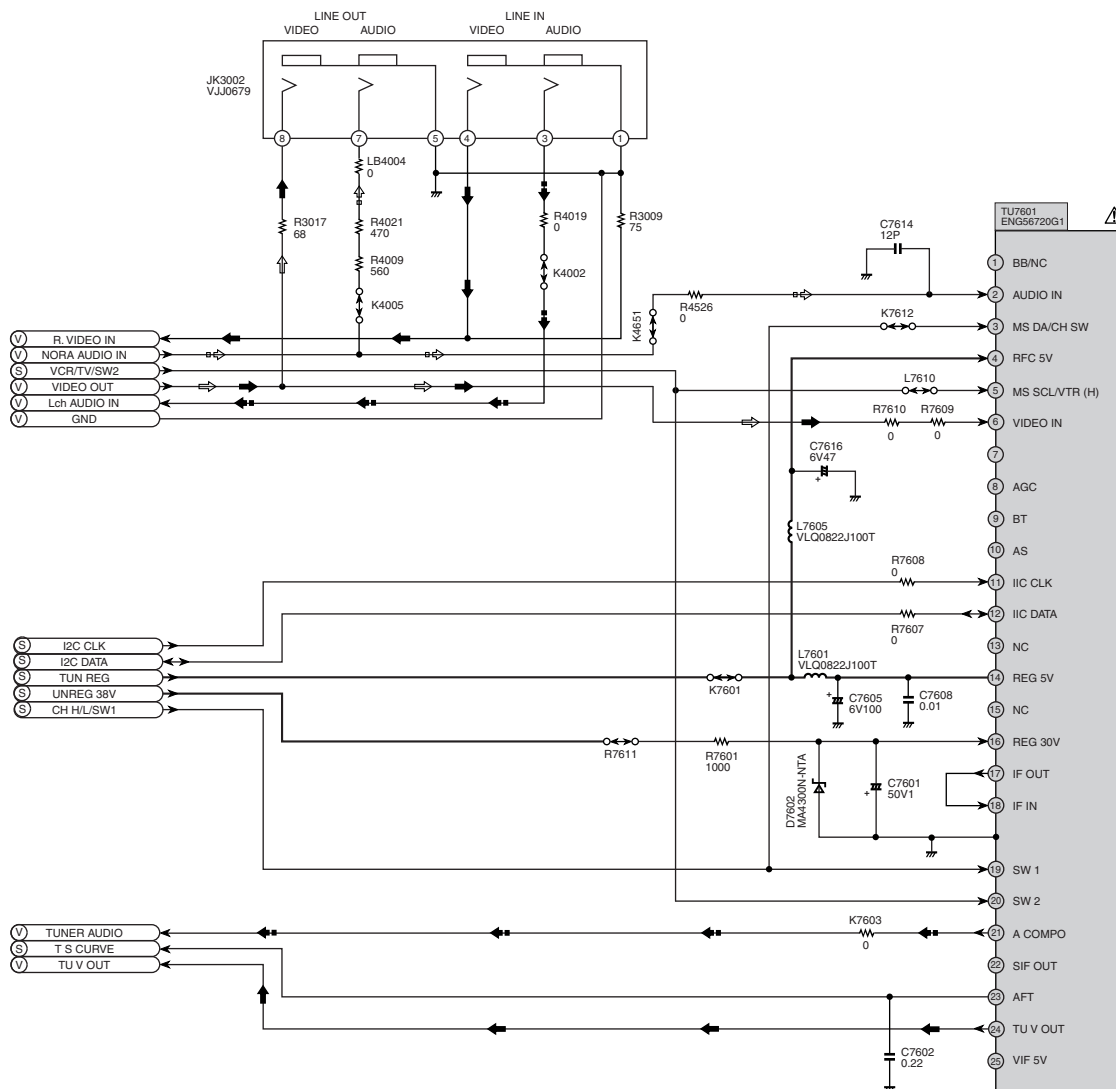 LINE OUT
LINE IN
VIDEO
AUDIO
VIDEO
AUDIO
JK3002
VJJ0679
8
7
5
4
3
1
LB4004
0
R3017
68
R4021
470
R4009
560
K4005
R4019
0
K4002
R3009
75
TU7601
ENG56720G1
C7614
12P
K4651
R4526
0
K7612
L7610
R7610
0
R7609
0
C7616
6V47
+
L7605
VLQ0822J100T
V R. VIDEO IN
V NORA AUDIO IN
S VCR/TV/SW2
V VIDEO OUT
V Lch AUDIO IN
V GND
R7608
0
R7607
0
L7601
VLQ0822J100T
K7601
+
C7605
6V100
C7608
0.01
S I2C CLK
S I2C DATA
S TUN REG
S UNREG 38V
S CH H/L/SW1
R7611
R7601
1000
D7602
MA4300N-NTA
+
C7601
50V1
K7603
0
V TUNER AUDIO
S T S CURVE
V TU V OUT
C7602
0.22
1 BB/NC
2 AUDIO IN
3 MS DA/CH SW
4 RFC 5V
5 MS SCL/VTR (H)
6 VIDEO IN
7
8 AGC
9 BT
10 AS
11 IIC CLK
12 IIC DATA
13 NC
14 REG 5V
15 NC
16 REG 30V
17 IF OUT
18 IF IN
19 SW 1
20 SW 2
21 A COMPO
22 SIF OUT
23 AFT
24 TU V OUT
25 VIF 5V